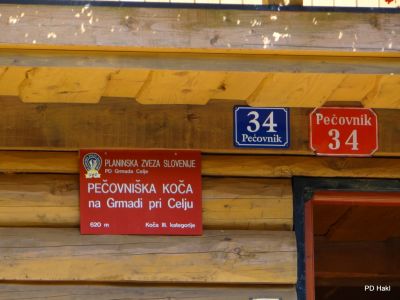 PLANINSKA ZVEZA SLOVENIJE
PD Grmada Celje
PEČOVNIŠKA KOČA
na Grmadi pri Celju
620 m Koča III. kategorije
34
Pečovnik
Pečovnik
34
PD Hakl